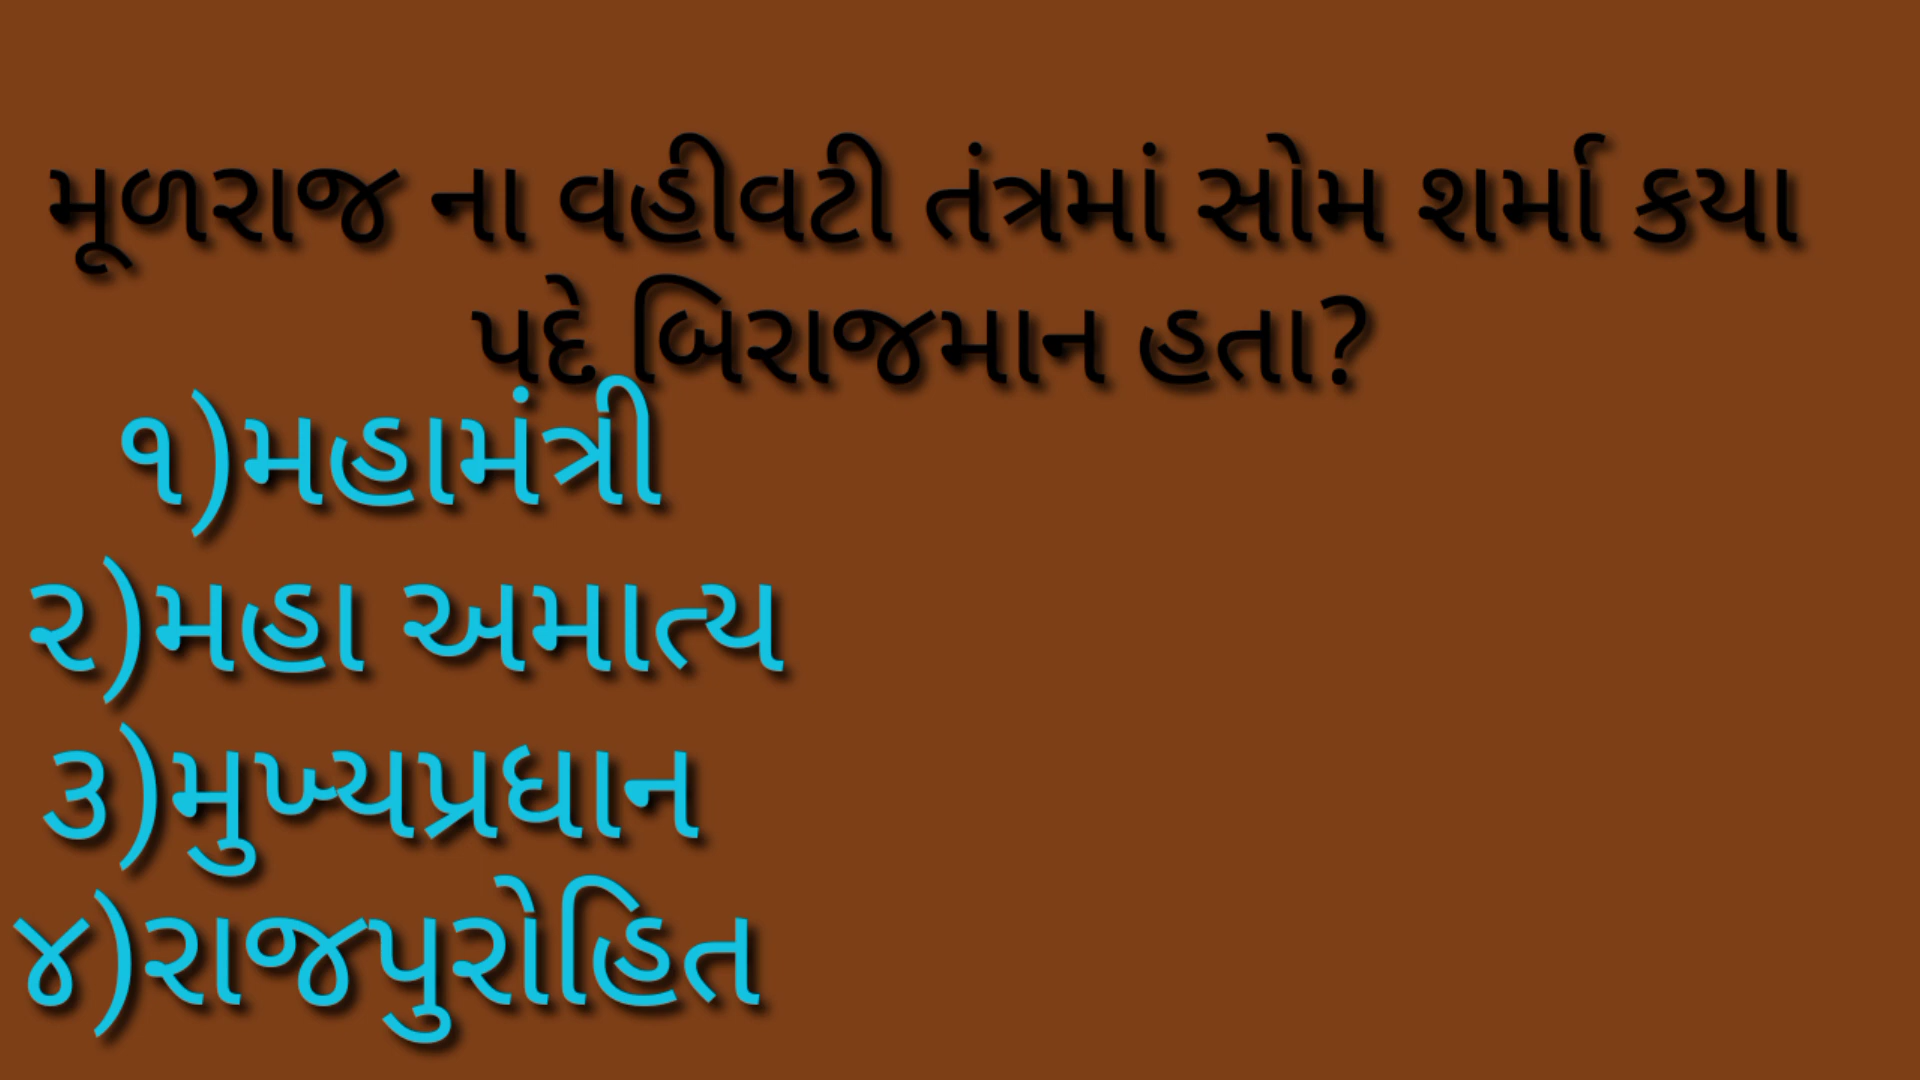 મૂળરાજ ના વહીવટી તંત્રમાં સોમ શર્મા કયા
પદે બિરાજમાન હતા?
૧)મહામંત્રી
૨)મહા અમાત્ય
૩)મુખ્યપ્રધાન
૪)રાજપુરોહિત